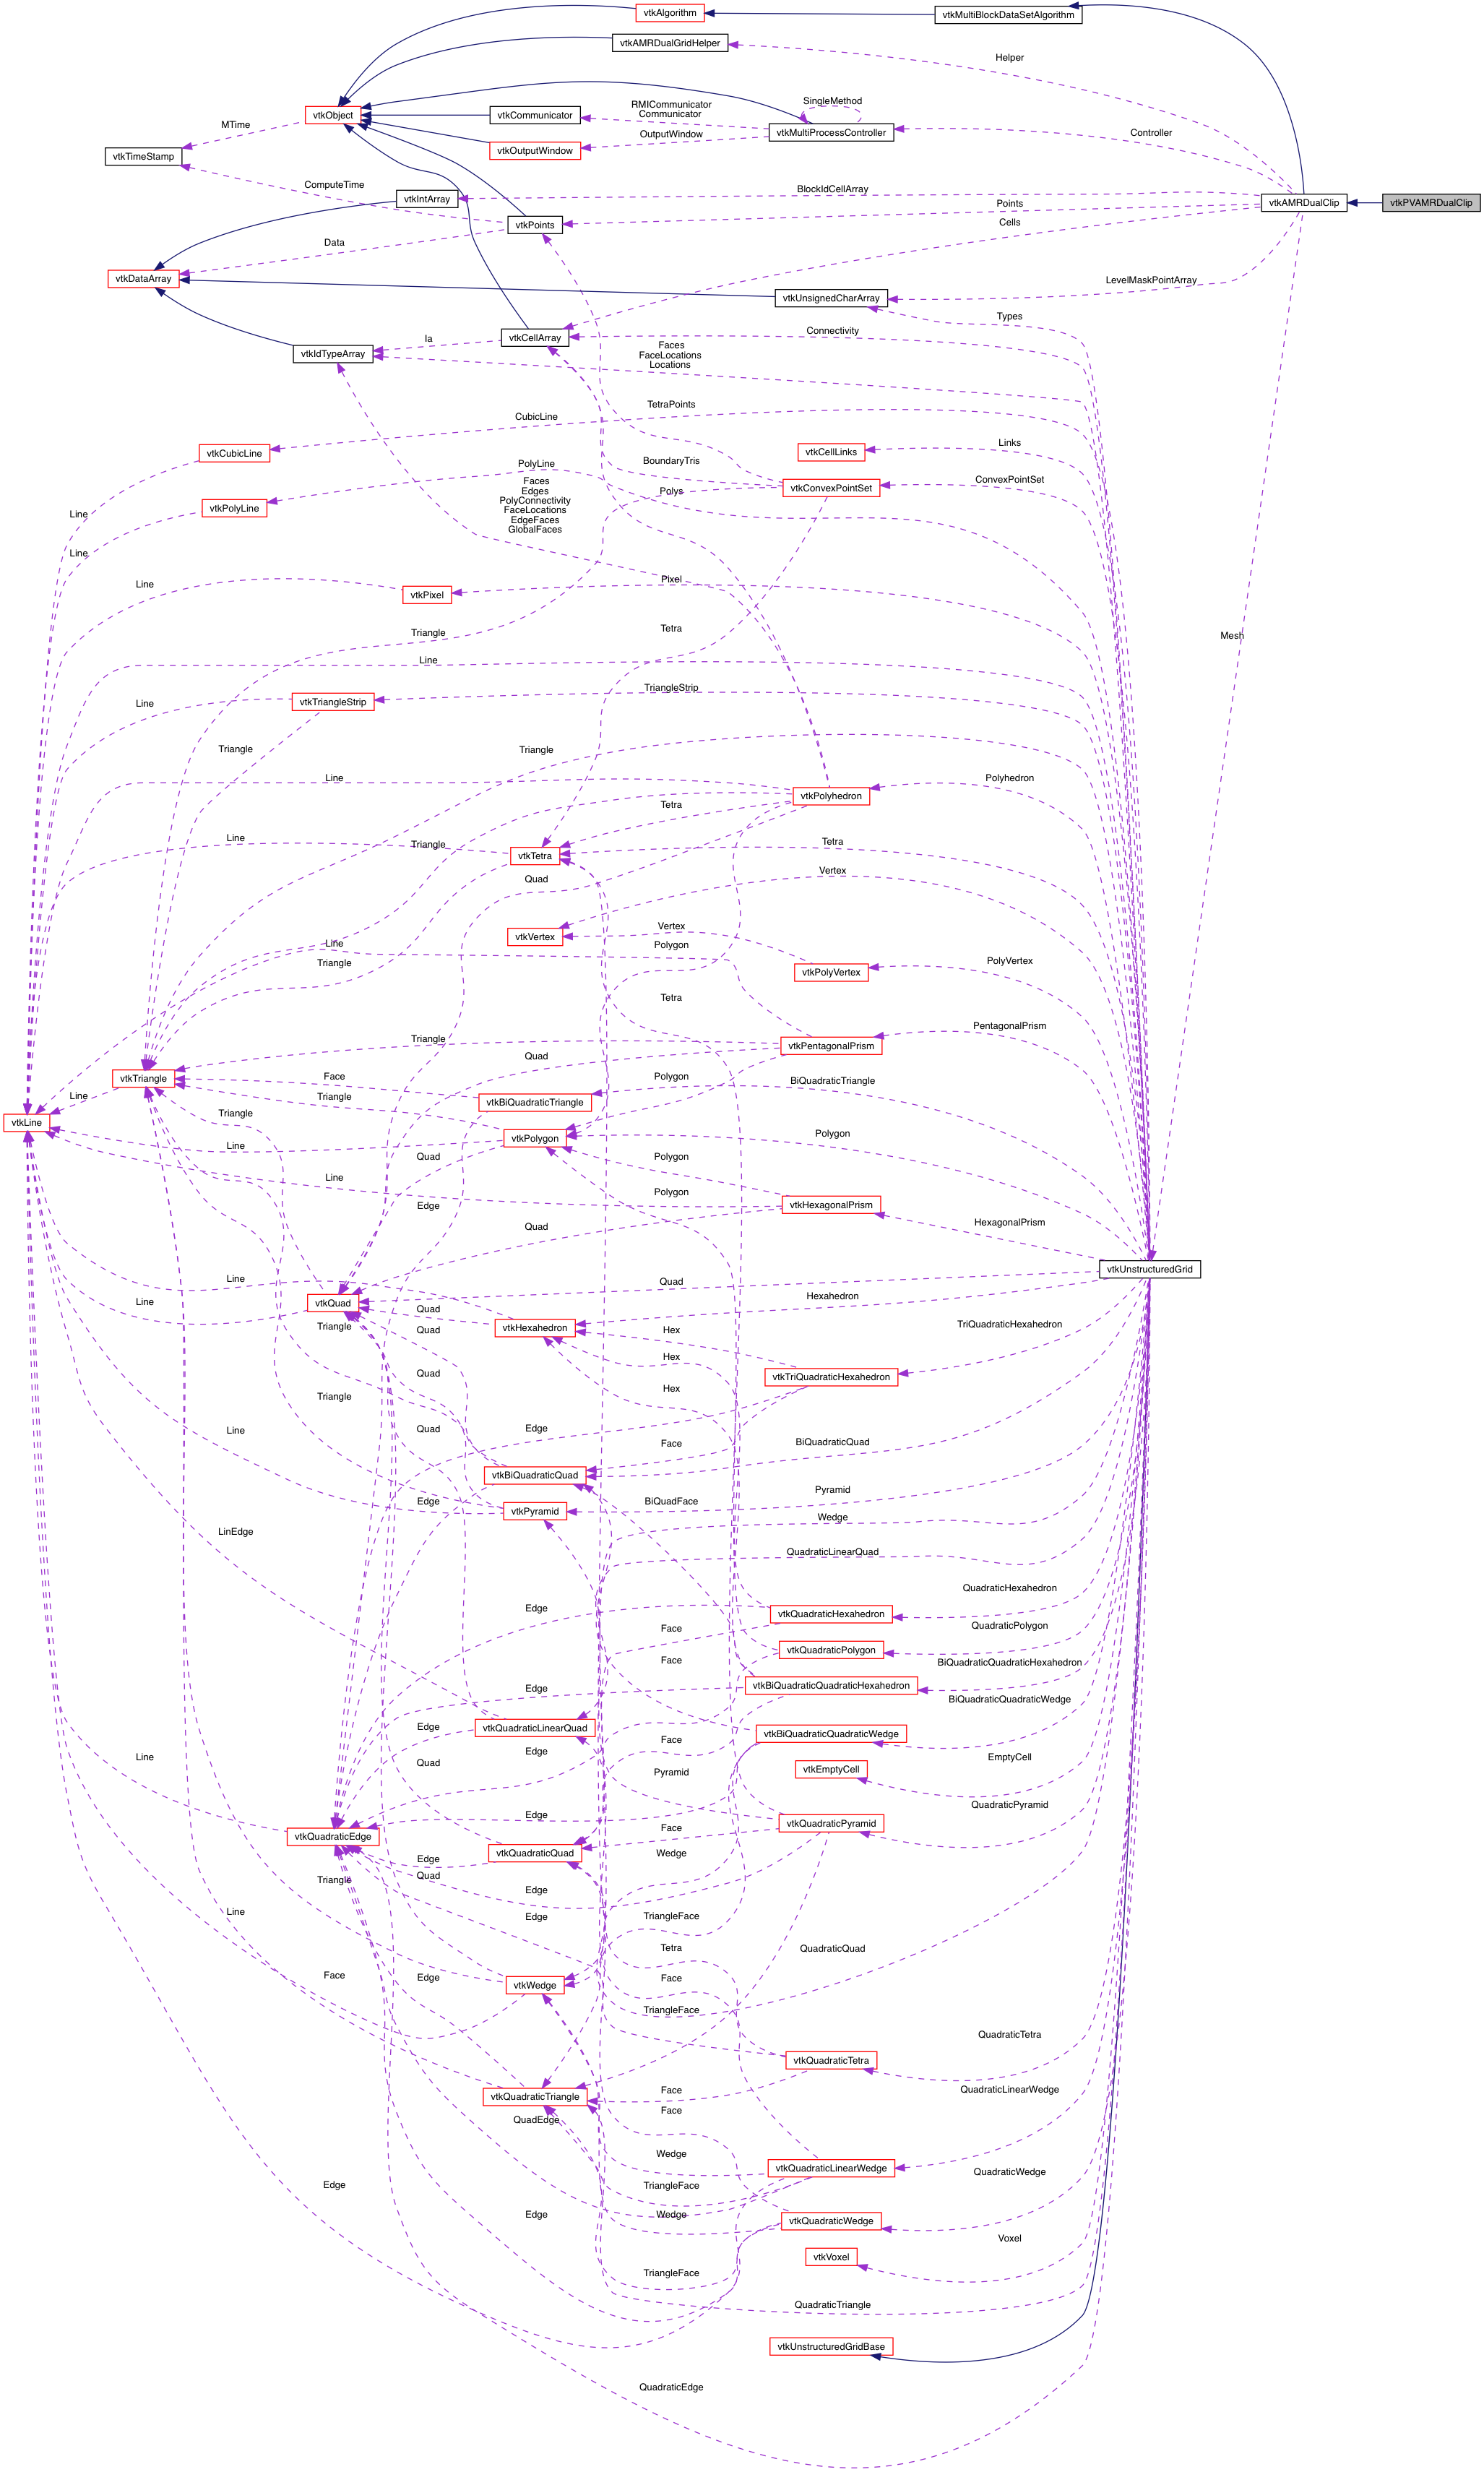 vtkAlgorithm
vtkMultiBlockDataSetAlgorithm
vtkAMRDualGridHelper
Helper
SingleMethod
RMICommunicator
Communicator
vtkObject
vtkCommunicator
MTime
vtkMultiProcessController
Controller
OutputWindow
vtkOutputWindow
vtkTimeStamp
ComputeTime
BlockIdCellArray
vtkIntArray
Points
vtkAMRDualClip
vtkPVAMRDualClip
vtkPoints
Cells
Data
vtkDataArray
LevelMaskPointArray
vtkUnsignedCharArray
Types
Connectivity
vtkCellArray
Ia
Faces
FaceLocations
Locations
vtkIdTypeArray
TetraPoints
CubicLine
Links
vtkCubicLine
vtkCellLinks
BoundaryTris
PolyLine
ConvexPointSet
Faces
Edges
PolyConnectivity
FaceLocations
EdgeFaces
GlobalFaces
Polys
vtkConvexPointSet
vtkPolyLine
Line
Line
Pixel
Line
vtkPixel
Triangle
Tetra
Mesh
Line
TriangleStrip
Line
vtkTriangleStrip
Triangle
Triangle
Line
Polyhedron
vtkPolyhedron
Tetra
Line
Triangle
Tetra
vtkTetra
Quad
Vertex
Vertex
vtkVertex
Line
Polygon
Triangle
PolyVertex
vtkPolyVertex
Tetra
PentagonalPrism
Triangle
vtkPentagonalPrism
Quad
Face
Polygon
BiQuadraticTriangle
vtkTriangle
Line
Triangle
vtkBiQuadraticTriangle
Triangle
vtkLine
Polygon
vtkPolygon
Line
Quad
Polygon
Line
Polygon
Edge
vtkHexagonalPrism
HexagonalPrism
Quad
vtkUnstructuredGrid
Line
Quad
Hexahedron
Line
vtkQuad
Quad
TriQuadraticHexahedron
Triangle
Quad
vtkHexahedron
Hex
Hex
Quad
vtkTriQuadraticHexahedron
Triangle
Hex
Line
Quad
Edge
Face
BiQuadraticQuad
vtkBiQuadraticQuad
Pyramid
Edge
vtkPyramid
BiQuadFace
Wedge
LinEdge
QuadraticLinearQuad
QuadraticHexahedron
Edge
vtkQuadraticHexahedron
Face
QuadraticPolygon
vtkQuadraticPolygon
Face
BiQuadraticQuadraticHexahedron
vtkBiQuadraticQuadraticHexahedron
Edge
BiQuadraticQuadraticWedge
vtkQuadraticLinearQuad
Edge
vtkBiQuadraticQuadraticWedge
Face
Line
Edge
Quad
EmptyCell
vtkEmptyCell
Pyramid
QuadraticPyramid
Edge
vtkQuadraticPyramid
Face
vtkQuadraticEdge
vtkQuadraticQuad
Wedge
Edge
Triangle
Quad
Edge
Line
Edge
TriangleFace
Tetra
QuadraticQuad
Face
Edge
Face
vtkWedge
TriangleFace
QuadraticTetra
vtkQuadraticTetra
Face
QuadraticLinearWedge
vtkQuadraticTriangle
Face
QuadEdge
Wedge
vtkQuadraticLinearWedge
QuadraticWedge
Edge
TriangleFace
Edge
Wedge
vtkQuadraticWedge
Voxel
vtkVoxel
TriangleFace
QuadraticTriangle
vtkUnstructuredGridBase
QuadraticEdge